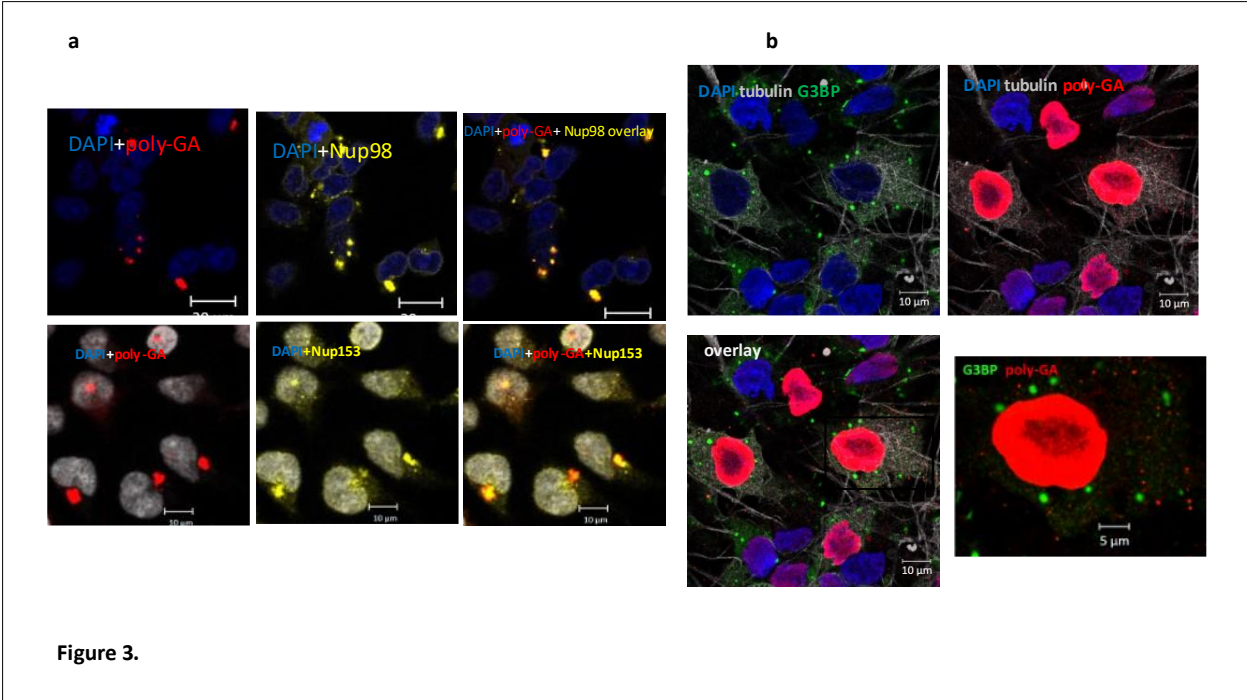 a
b
DAPI+poly-GA
DAPI+Nup98
DAPI+poly-GA+ Nup98 overlay
DAPI tubulin G3BP
DAPI tubulin poly-GA
10 µm
10 µm
DAPI+poly-GA
DAPI+Nup153
DAPI+poly-GA+Nup153
10 µm
10 µm
10 µm
overlay
10 µm
G3BP poly-GA
5 µm
Figure 3.